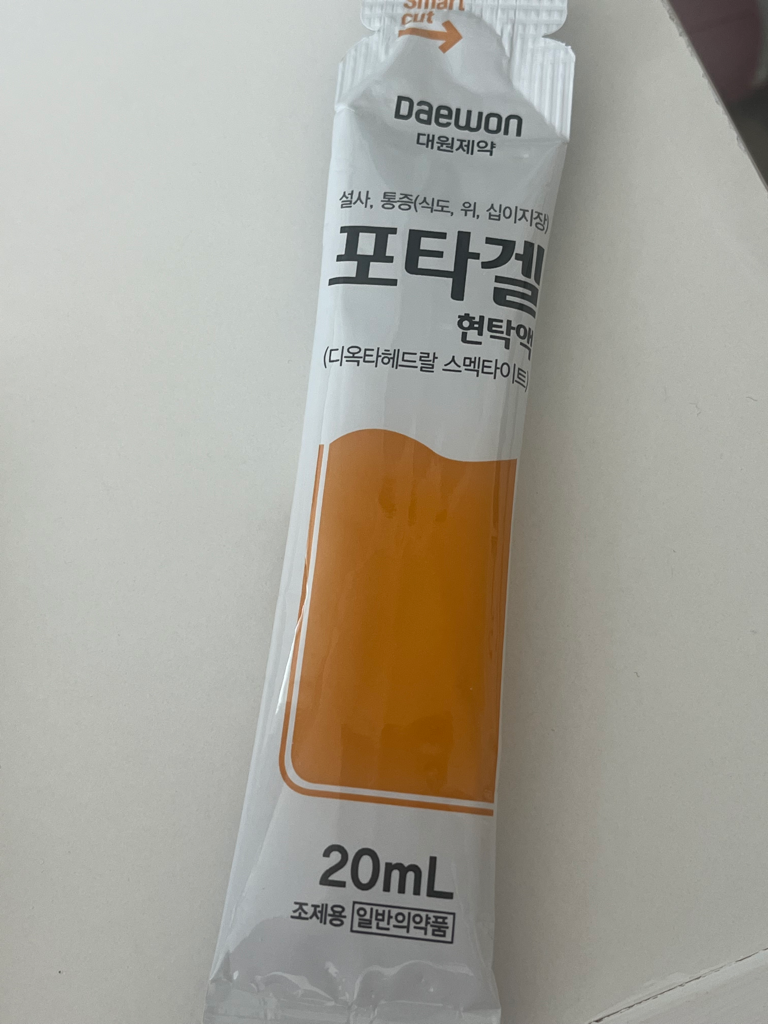 Smart
cut
Daewon
대원제약
설사, 통증(식도, 위, 십이지장)
포타겔
현탁액
(디옥타헤드랄 스멕타이트)
20mL
조제용 일반의약품